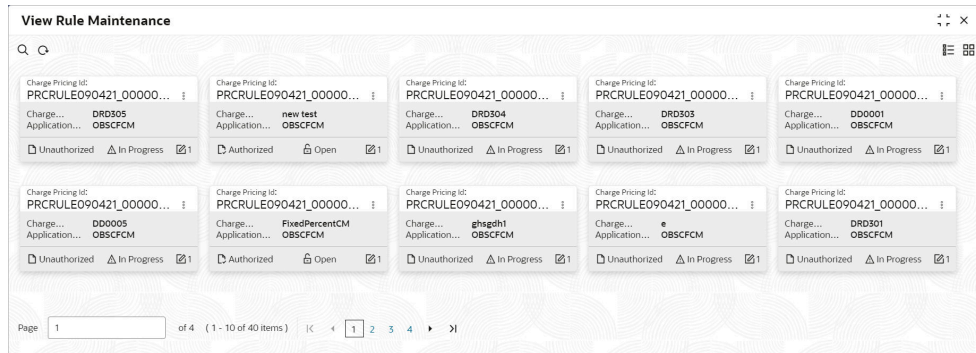 View Rule Maintenance
Charge Pricing Id:
PRCRULE090421_00000...
Charge... DRD305
Application... OBSCFCM
Unauthorized In Progress 1
Charge Pricing Id:
PRCRULE090421_00000...
Charge... new test
Application... OBSCFCM
Authorized Open 1
Charge Pricing Id:
PRCRULE090421_00000...
Charge... DRD304
Application... OBSCFCM
Unauthorized In Progress 1
Charge Pricing Id:
PRCRULE090421_00000...
Charge... DRD303
Application... OBSCFCM
Unauthorized In Progress 1
Charge Pricing Id:
PRCRULE090421_00000...
Charge... DD0001
Application... OBSCFCM
Unauthorized In Progress 1
Charge Pricing Id:
PRCRULE090421_00000...
Charge... DD0005
Application... OBSCFCM
Unauthorized In Progress 1
Charge Pricing Id:
PRCRULE090421_00000...
Charge... FixedPercentCM
Application... OBSCFCM
Authorized Open 1
Charge Pricing Id:
PRCRULE090421_00000...
Charge... ghsgdh1
Application... OBSCFCM
Unauthorized In Progress 1
Charge Pricing Id:
PRCRULE090421_00000...
Charge... e
Application... OBSCFCM
Unauthorized In Progress 1
Charge Pricing Id:
PRCRULE090421_00000...
Charge... DRD301
Application... OBSCFCM
Unauthorized In Progress 1
Page 1 of 4 (1 - 10 of 40 items) 1 2 3 4